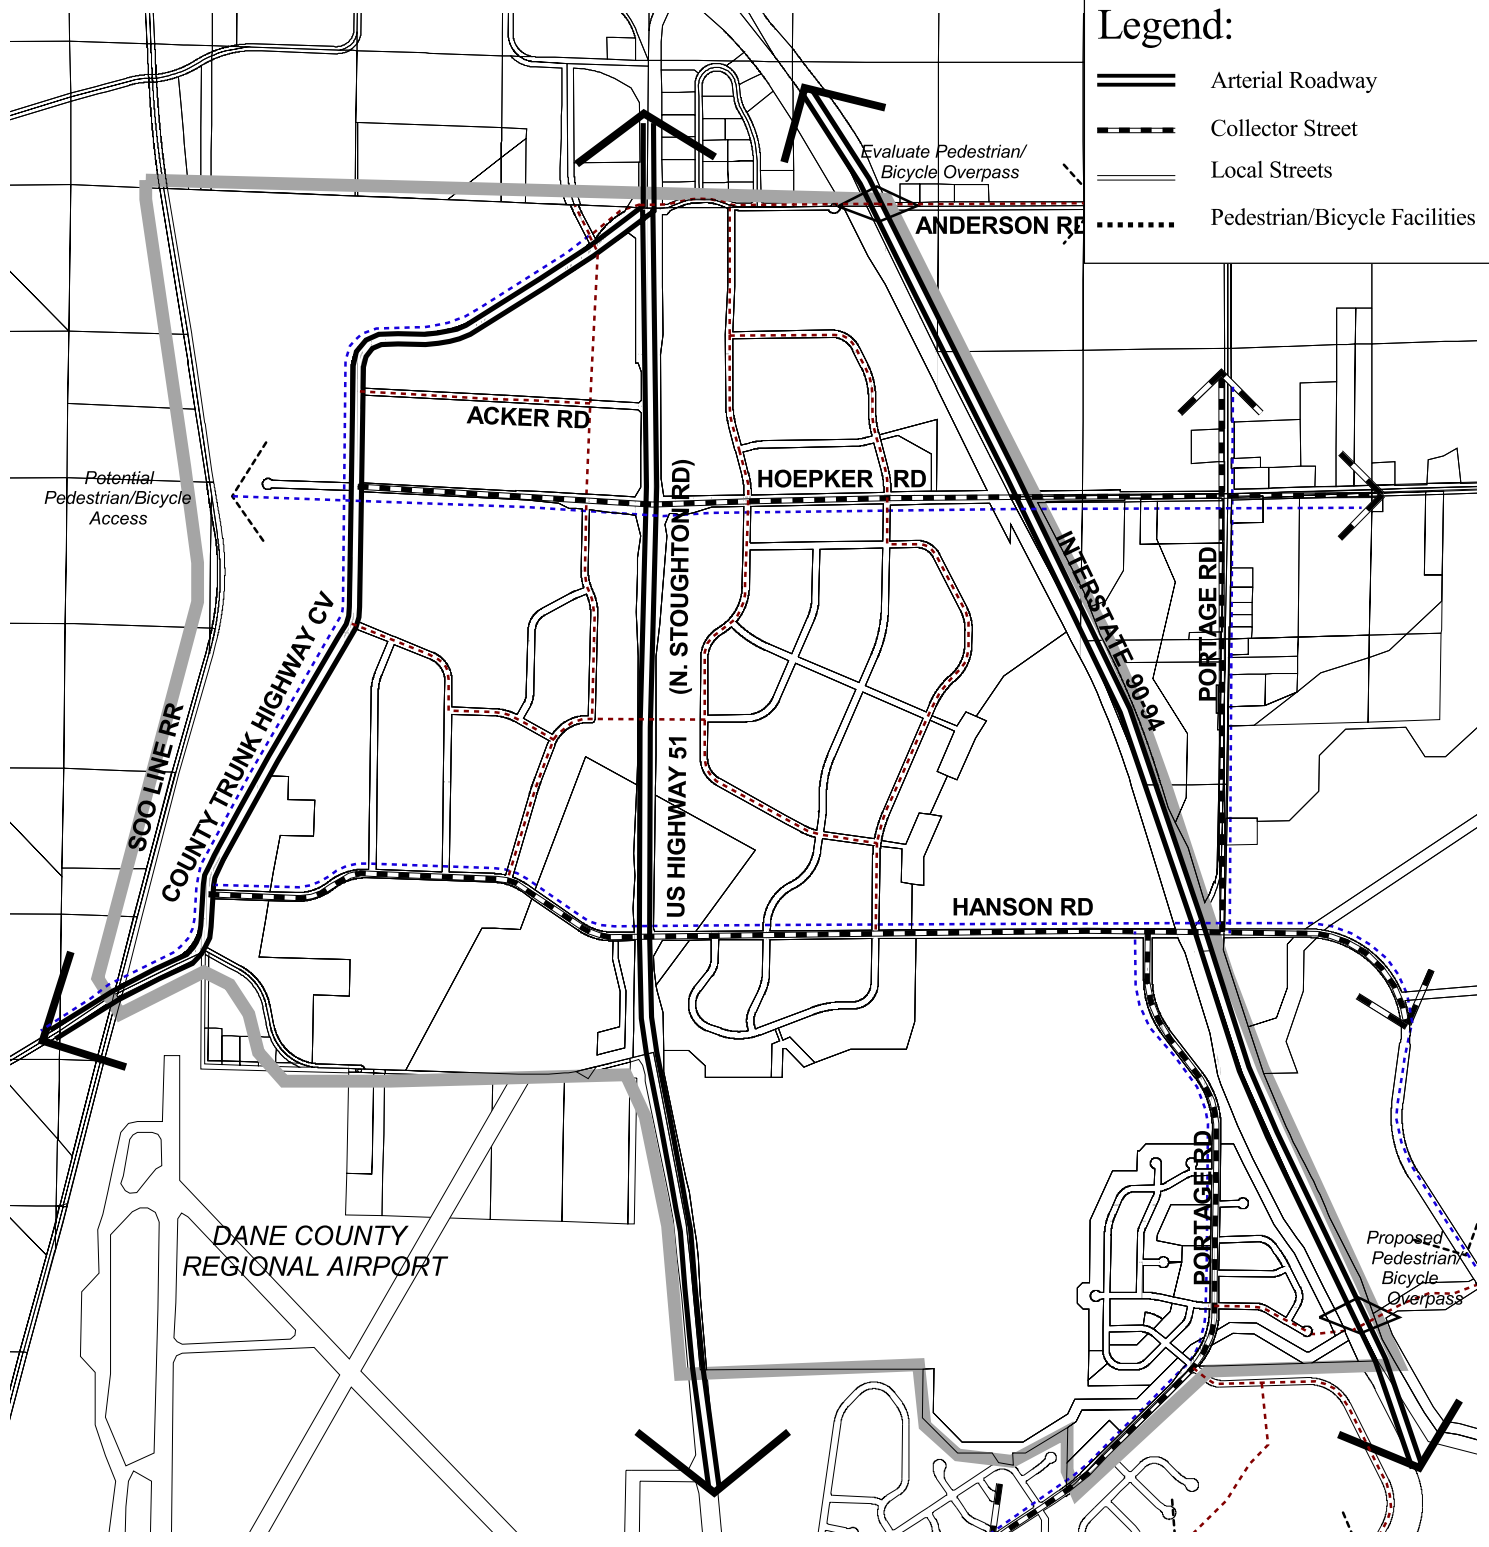 Legend:
Arterial Roadway
Collector Street
Local Streets
Pedestrian/Bicycle Facilities
Evaluate Pedestrian/
Bicycle Overpass
ANDERSON RD
ACKER RD
HOEPKER RD
Potential
Pedestrian/Bicycle
Access
US HIGHWAY 51 (N. STOUGHTON RD)
INTERSTATE 90-94
PORTAGE RD
COUNTY TRUNK HIGHWAY CV
SOO LINE RR
HANSON RD
PORTAGE RD
DANE COUNTY
REGIONAL AIRPORT
Proposed
Pedestrian/
Bicycle
Overpass